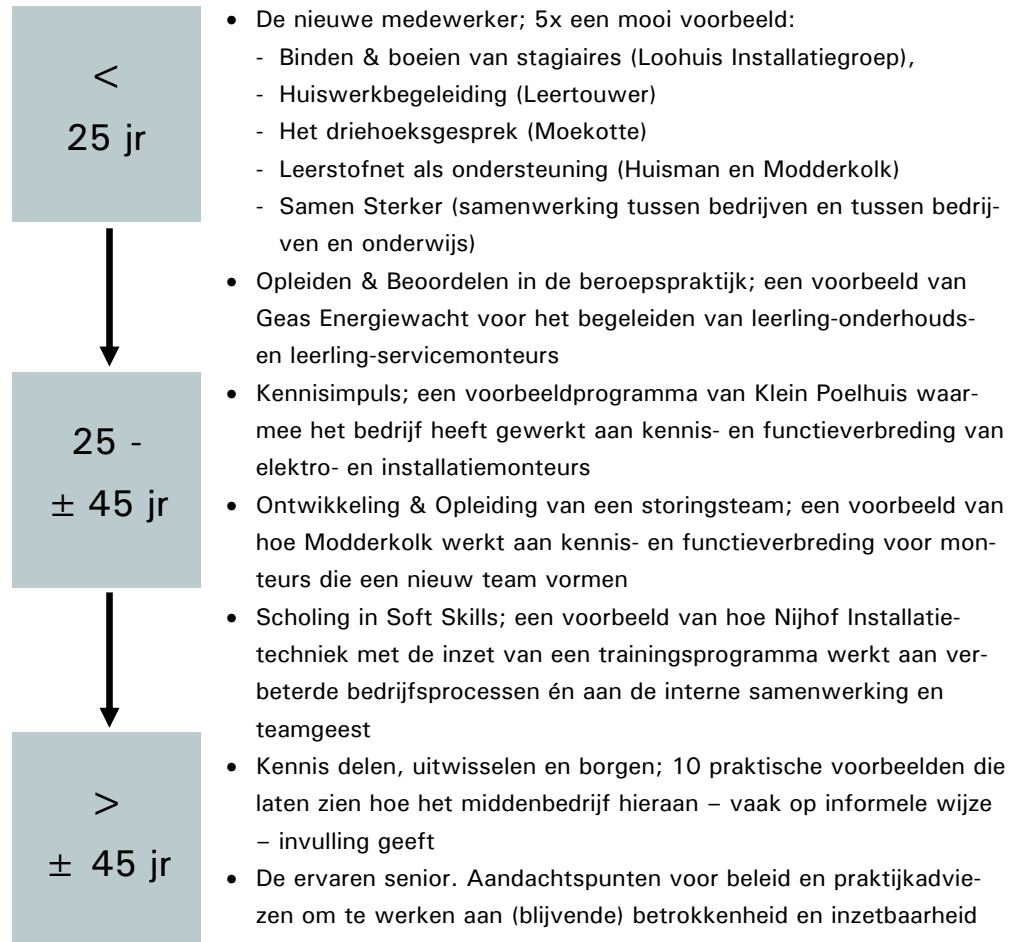 <
25 jr
• De nieuwe medewerker; 5x een mooi voorbeeld:
- Binden & boeien van stagiaires (Loohuis Installatiegroep),
- Huiswerkbegeleiding (Leertouwer)
- Het driehoeksgesprek (Moekotte)
- Leerstofnet als ondersteuning (Huisman en Modderkolk)
- Samen Sterker (samenwerking tussen bedrijven en tussen bedrij-
ven en onderwijs)
• Opleiden & Beoordelen in de beroepspraktijk; een voorbeeld van
Geas Energiewacht voor het begeleiden van leerling-onderhouds-
en leerling-servicemonteurs
25 -
± 45 jr
• Kennisimpuls; een voorbeeldprogramma van Klein Poelhuis waar-
mee het bedrijf heeft gewerkt aan kennis- en functieverbreding van
elektro- en installatiemonteurs
• Ontwikkeling & Opleiding van een storingsteam; een voorbeeld van
hoe Modderkolk werkt aan kennis- en functieverbreding voor mon-
teurs die een nieuw team vormen
• Scholing in Soft Skills; een voorbeeld van hoe Nijhof Installatie-
techniek met de inzet van een trainingsprogramma werkt aan ver-
beterde bedrijfsprocessen én aan de interne samenwerking en
teamgeest
>
± 45 jr
• Kennis delen, uitwisselen en borgen; 10 praktische voorbeelden die
laten zien hoe het middenbedrijf hieraan – vaak op informele wijze
– invulling geeft
• De ervaren senior. Aandachtspunten voor beleid en praktijkadvie-
zen om te werken aan (blijvende) betrokkenheid en inzetbaarheid